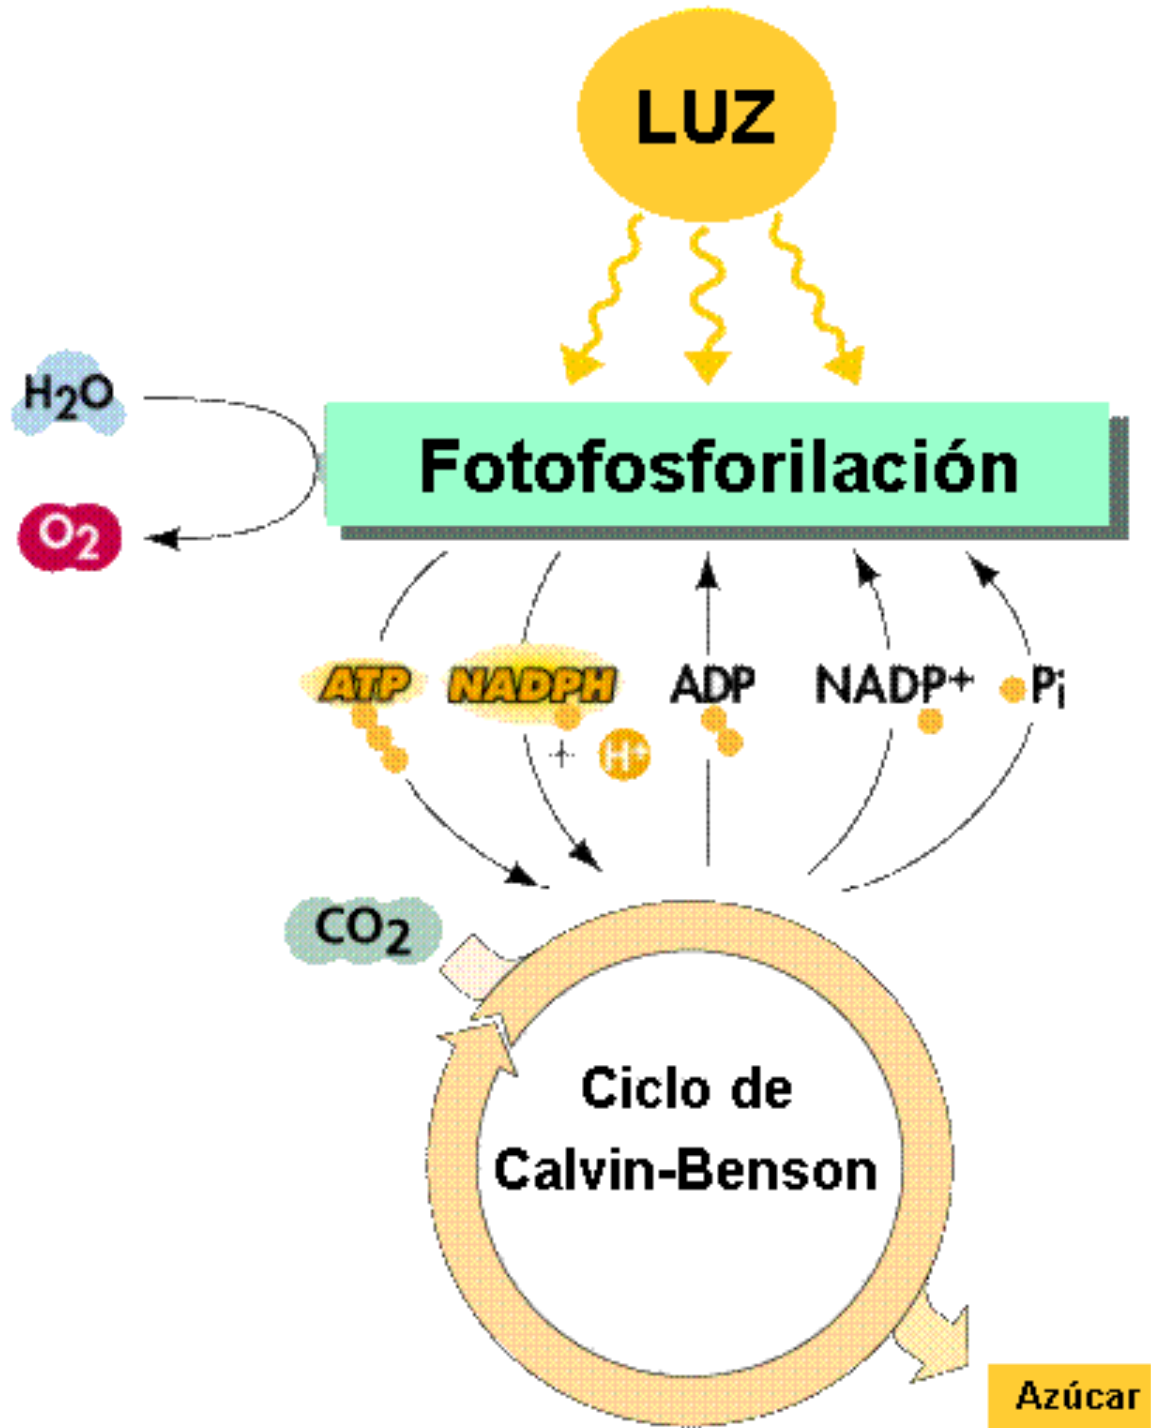 LUZ
H2O
Fotofosforilación
O2
ATP NADPH ADP NADP+ Pi
+ H+
CO2
Ciclo de
Calvin-Benson
Azúcar